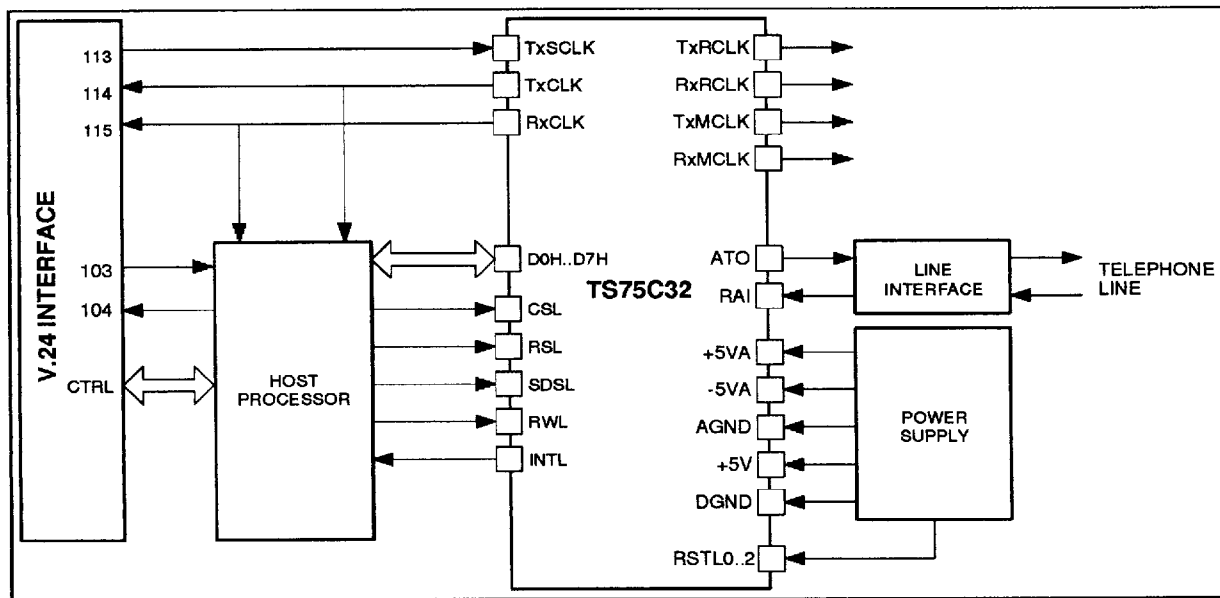 V.24 INTERFACE
113
114
115
103
104
CTRL
HOST
PROCESSOR
TxSCLK
TxCLK
RxCLK
D0H..D7H
CSL
RSL
SDSL
RWL
INTL
TS75C32
TxRCLK
RxRCLK
TxMCLK
RxMCLK
ATO
RAI
+5VA
-5VA
AGND
+5V
DGND
RSTL0..2
LINE
INTERFACE
TELEPHONE
LINE
POWER
SUPPLY